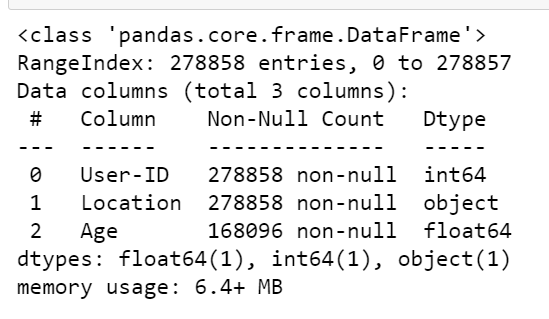 <class 'pandas.core.frame.DataFrame'>
RangeIndex: 278858 entries, 0 to 278857
Data columns (total 3 columns):
 #   Column    Non-Null Count   Dtype
---  ------    --------------   -----
 0   User-ID   278858 non-null  int64
 1   Location  278858 non-null  object
 2   Age       168096 non-null  float64
dtypes: float64(1), int64(1), object(1)
memory usage: 6.4+ MB